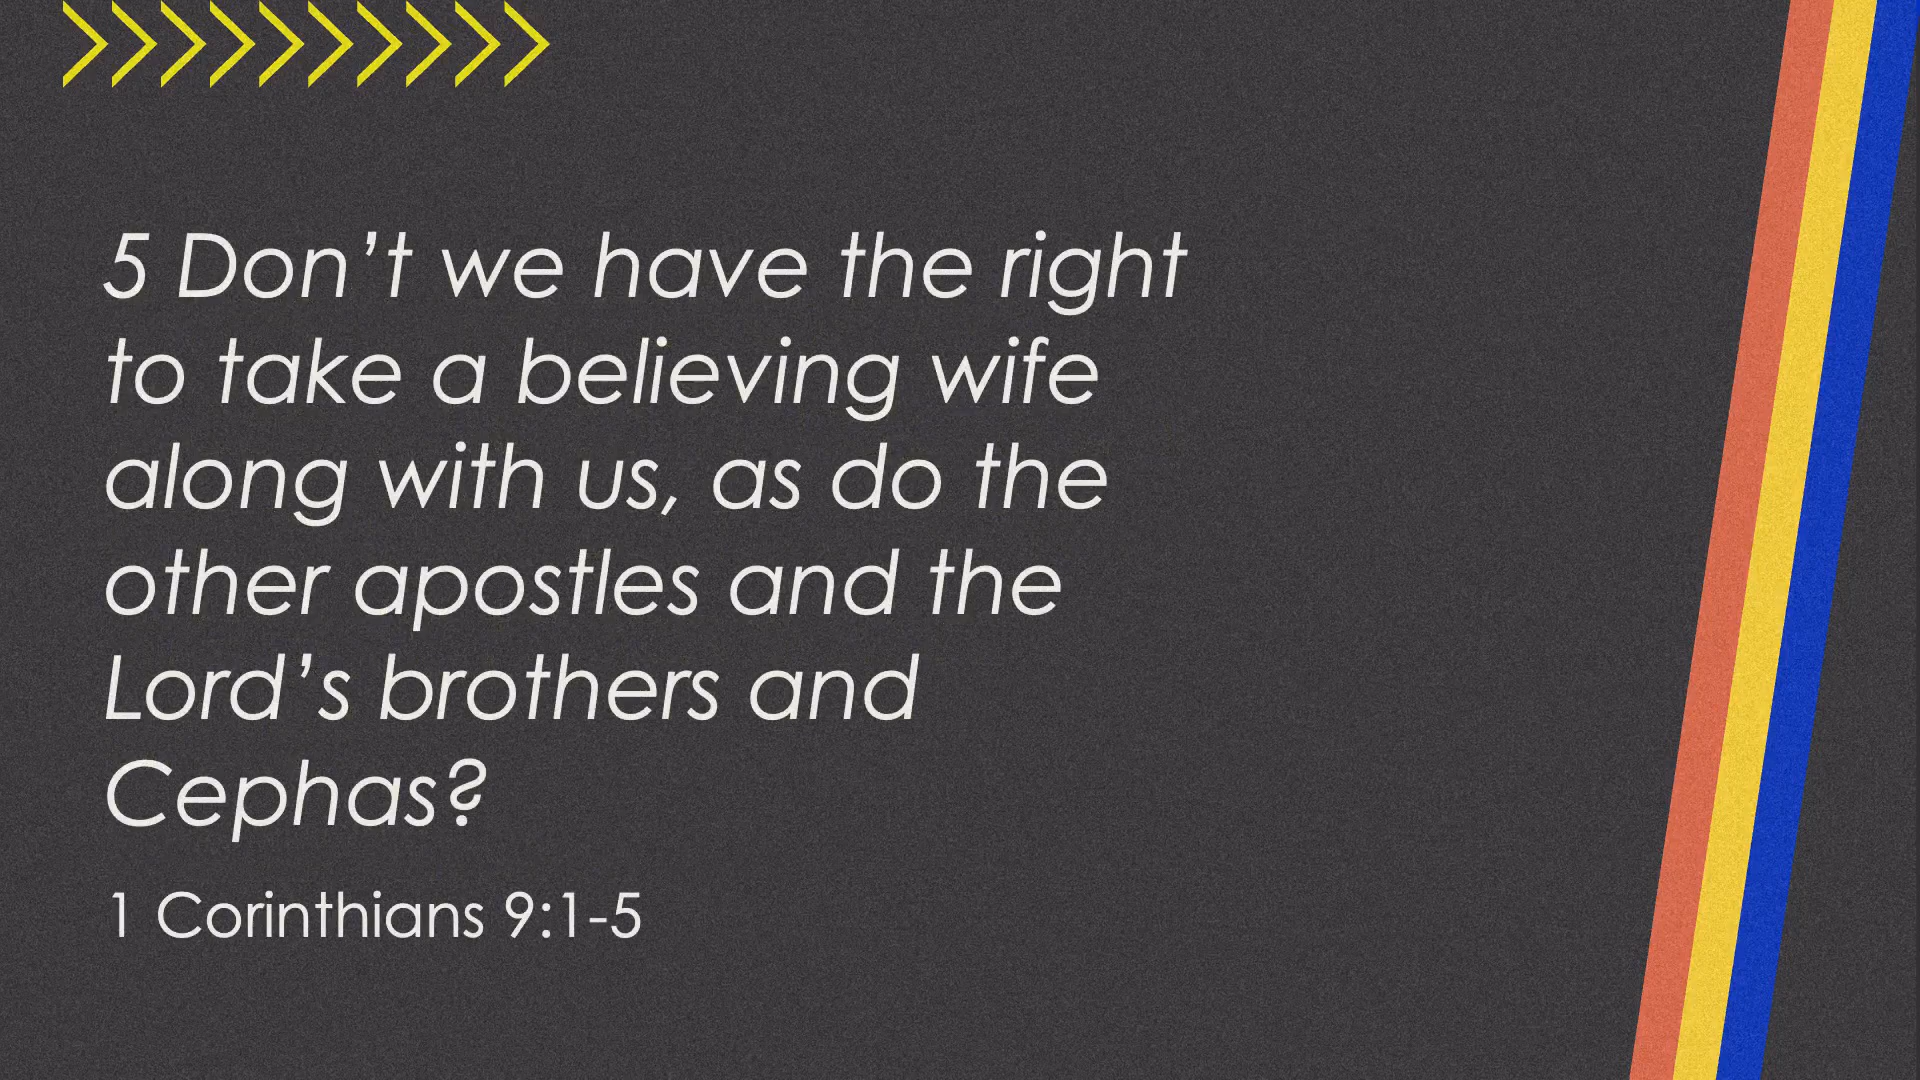 5 Don’t we have the right
to take a believing wife
along with us, as do the
other apostles and the
Lord’s brothers and
Cephas?
1 Corinthians 9:1-5